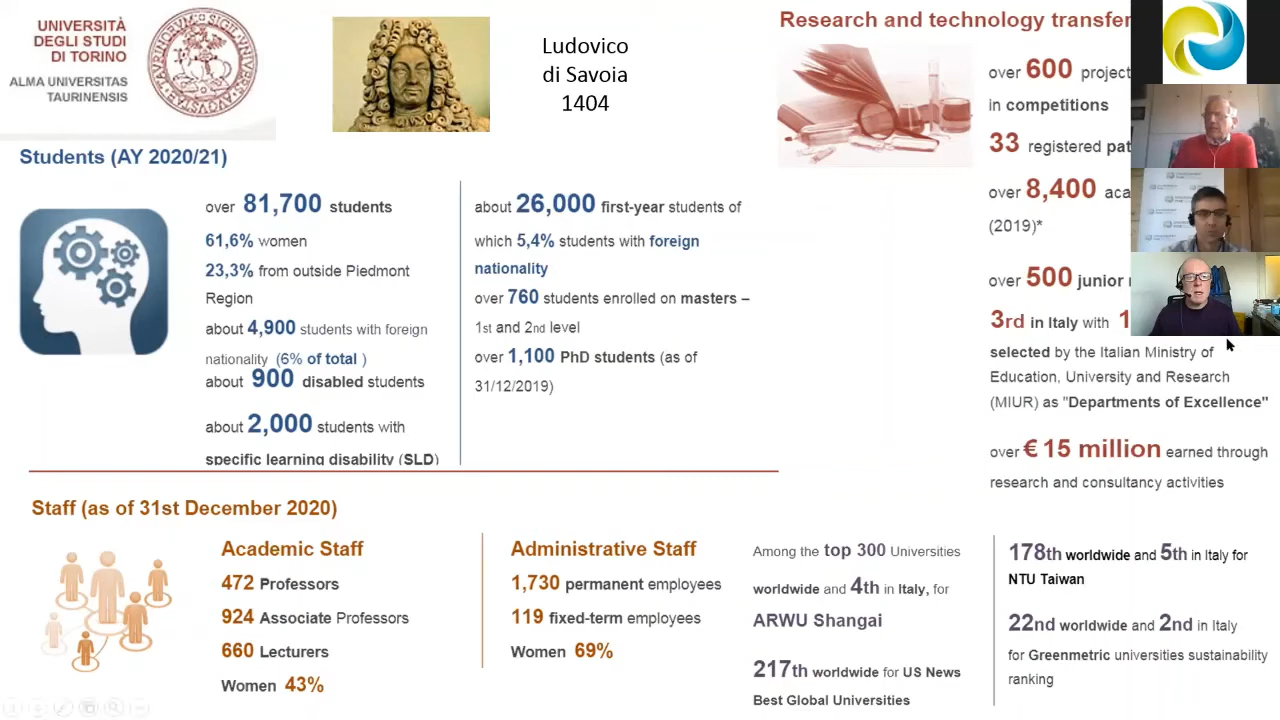 UNIVERSITÀ
DEGLI STUDI
DI TORINO
ALMA UNIVERSITAS
TAURINENSIS
Ludovico
di Savoia
1404
Students (AY 2020/21)
over 81,700 students
61,6% women
23,3% from outside Piedmont
Region
about 4,900 students with foreign
nationality (6% of total )
about 900 disabled students
about 2,000 students with
specific learning disability (SLD)
about 26,000 first-year students of
which 5,4% students with foreign
nationality
over 760 students enrolled on masters –
1st and 2nd level
over 1,100 PhD students (as of
31/12/2019)
Research and technology transfer
over 600
in competitions
33 registered
over 8,400
(2019)*
over 500 junior
3rd in Italy with
selected by the Italian Ministry of
Education, University and Research
(MIUR) as "Departments of Excellence"
over € 15 million earned through
research and consultancy activities
Staff (as of 31st December 2020)
Academic Staff
472 Professors
924 Associate Professors
660 Lecturers
Women 43%
Administrative Staff
1,730 permanent employees
119 fixed-term employees
Women 69%
Among the top 300 Universities
worldwide and 4th in Italy, for
ARWU Shangai
217th worldwide for US News
Best Global Universities
178th worldwide and 5th in Italy for
NTU Taiwan
22nd worldwide and 2nd in Italy
for Greenmetric universities sustainability
ranking